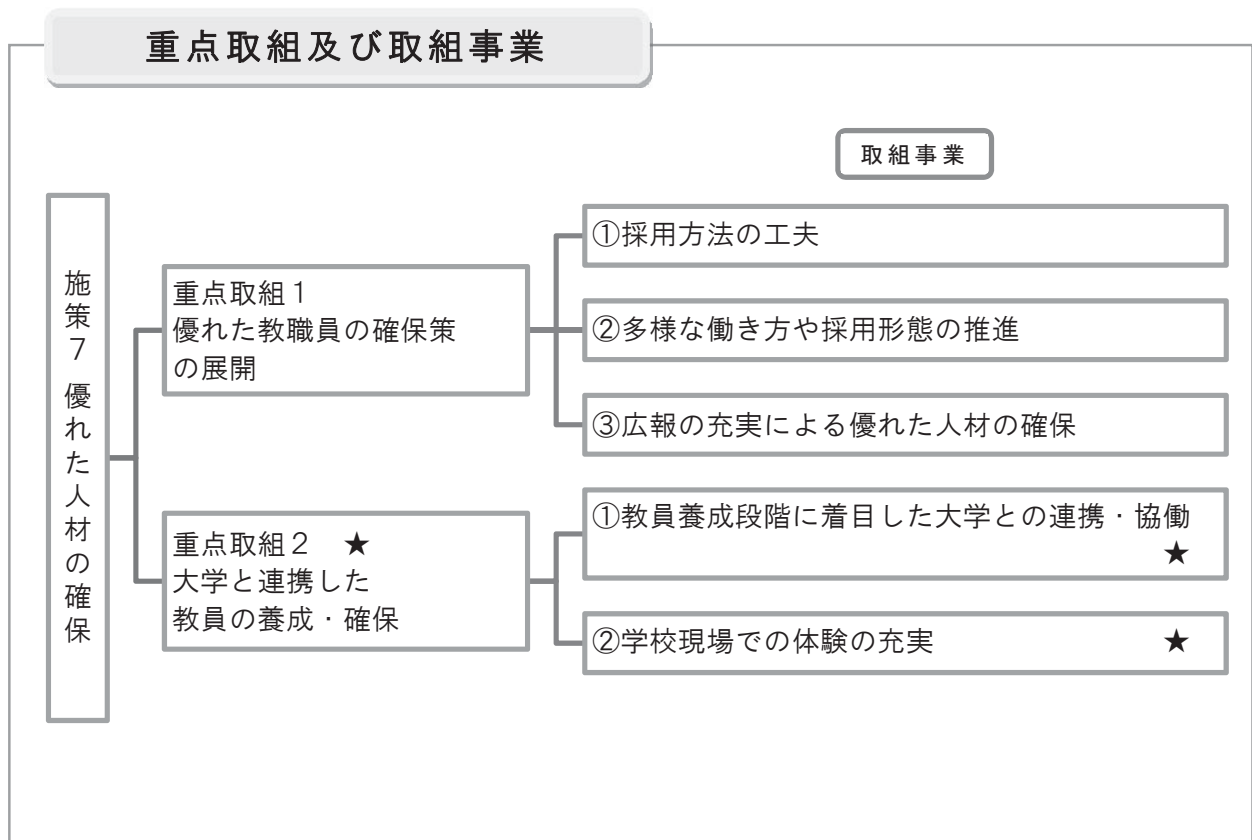 重点取組及び取組事業
取組事業
施策７ 優れた人材の確保
重点取組１
優れた教職員の確保策
の展開
①採用方法の工夫
②多様な働き方や採用形態の推進
③広報の充実による優れた人材の確保
重点取組２　★
大学と連携した
教員の養成・確保
①教員養成段階に着目した大学との連携・協働
★
②学校現場での体験の充実　★